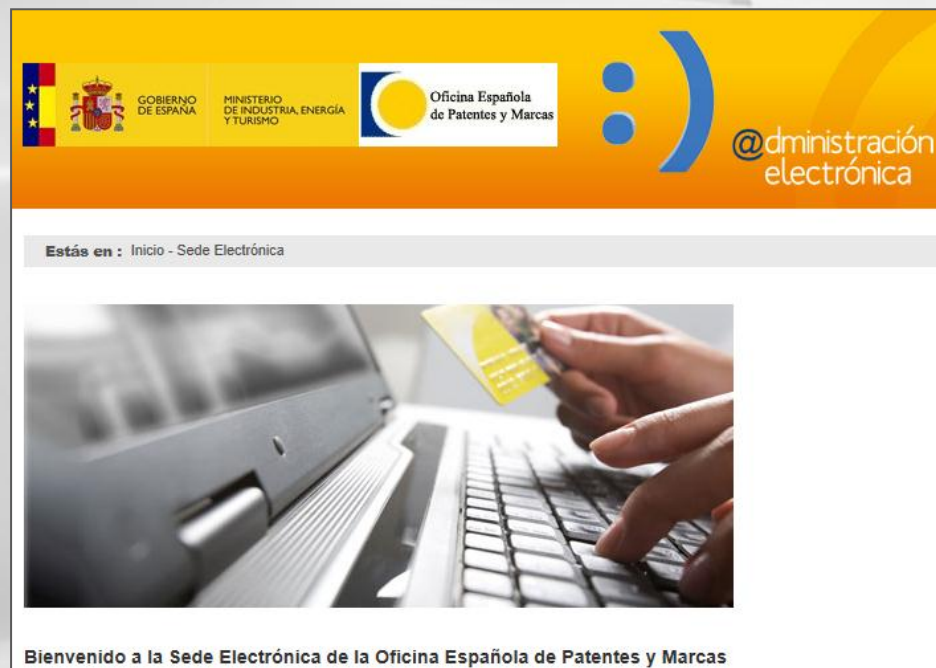 GOBIERNO
DE ESPAÑA
MINISTERIO
DE INDUSTRIA, ENERGÍA
Y TURISMO
Oficina Española
de Patentes y Marcas
:)
@dministración
electrónica
Estás en : Inicio - Sede Electrónica
Bienvenido a la Sede Electrónica de la Oficina Española de Patentes y Marcas